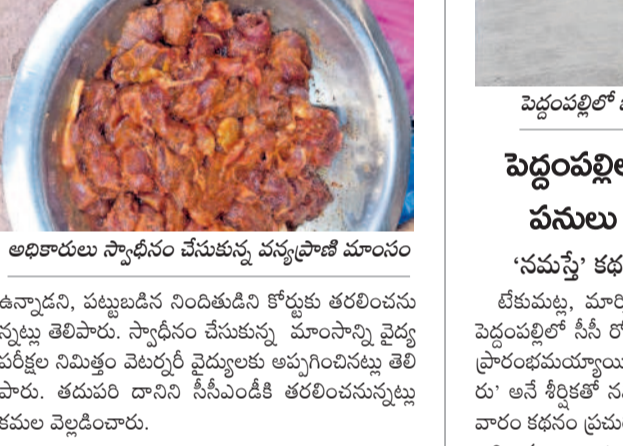 అధికారులు స్వాధీనం చేసుకున్న వన్యప్రాణి మాంసం
ఉన్నాడని, పట్టుబడిన నిందితుడిని కోర్టుకు తరలించను
న్నట్లు తెలిపారు. స్వాధీనం చేసుకున్న మాంసాన్ని వైద్య
పరీక్షల నిమిత్తం వెటర్నరీ వైద్యులకు అప్పగించినట్లు తెలి
పారు. తదుపరి దానిని సీసీఎండీకి తరలించనున్నట్లు
కమల వెల్లడించారు.
పెద్దంపల్లిలో
పెద్దంపల్లిల
పనులు
‘నమస్తే’ కథ
టేకుమట్ల, మార్చి
పెద్దంపల్లిలో సీసీ రో
ప్రారంభమయ్యాయి
రు’ అనే శీర్షికతో న
వారం కథనం ప్రచు